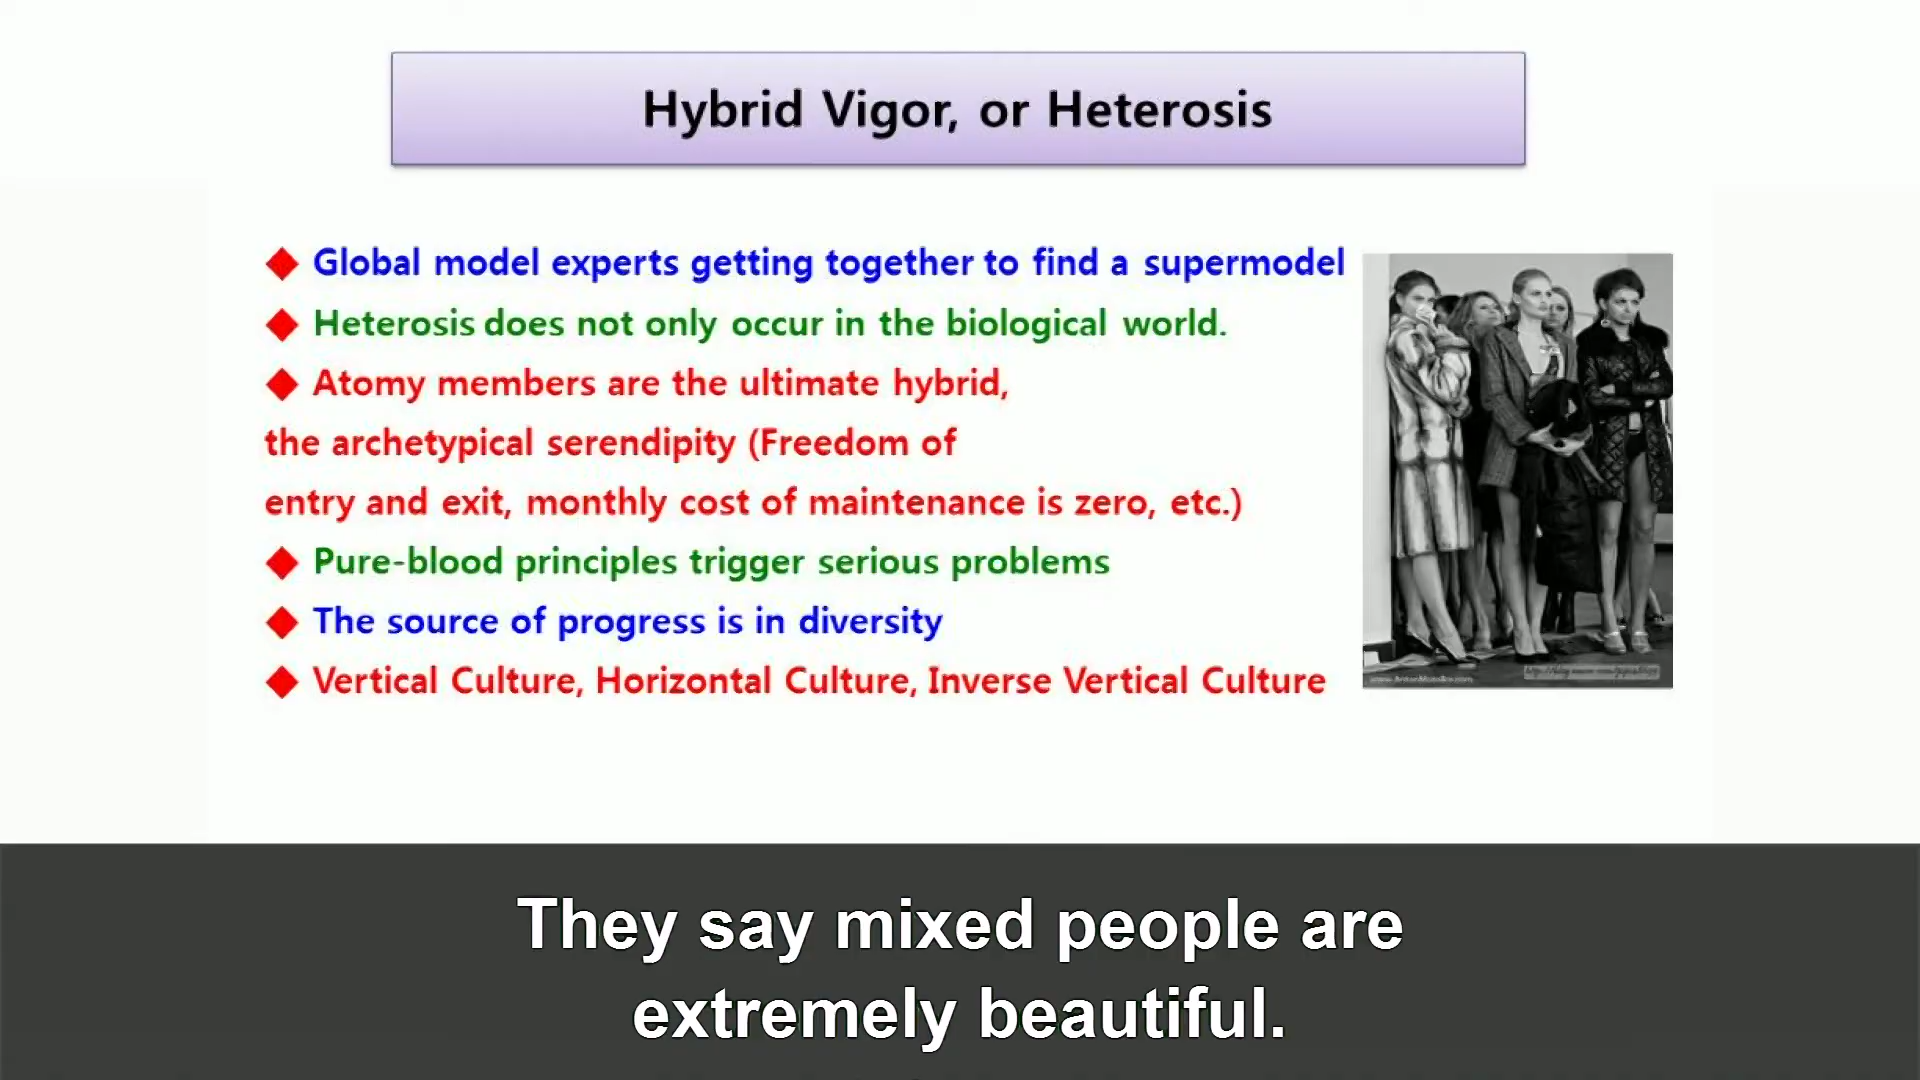 Hybrid Vigor, or Heterosis
◆ Global model experts getting together to find a supermodel
◆ Heterosis does not only occur in the biological world.
◆ Atomy members are the ultimate hybrid,
the archetypical serendipity (Freedom of
entry and exit, monthly cost of maintenance is zero, etc.)
◆ Pure-blood principles trigger serious problems
◆ The source of progress is in diversity
◆ Vertical Culture, Horizontal Culture, Inverse Vertical Culture
They say mixed people are
extremely beautiful.